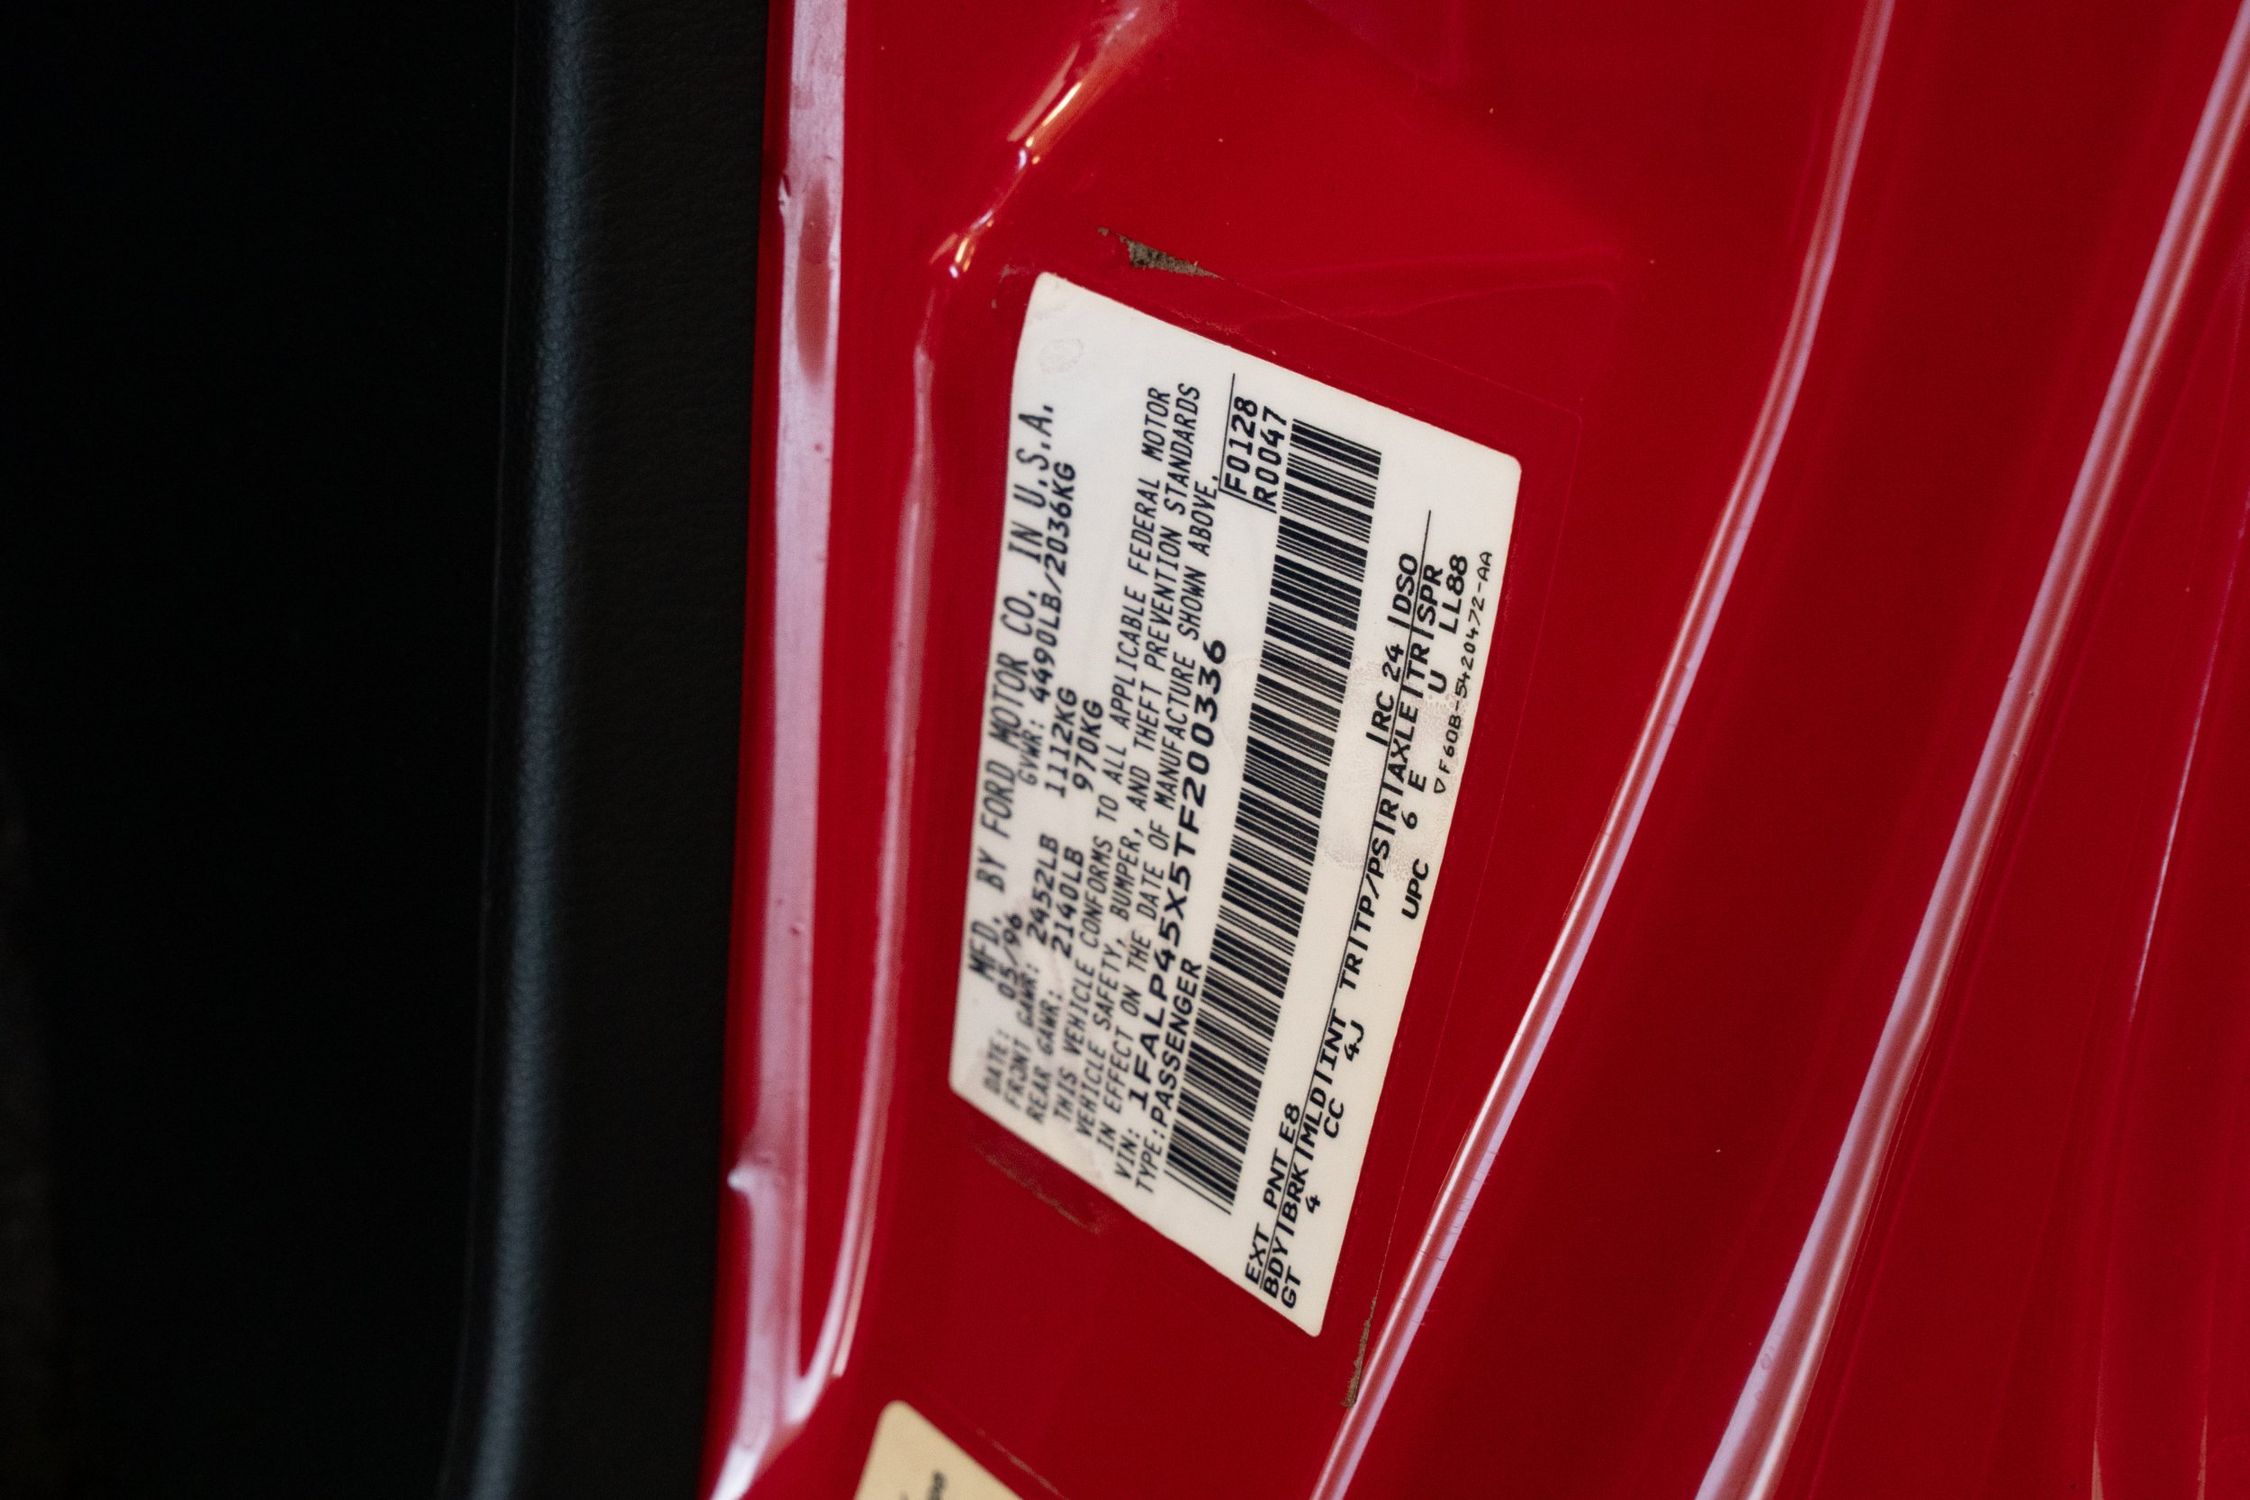 MFD. BY FORD MOTOR CO. IN U.S.A.
DATE: 05/96 GVWR: 4490LB/2036KG
FRONT GAWR: 2452LB 1112KG
REAR GAWR: 2140LB 970KG
THIS VEHICLE CONFORMS TO ALL APPLICABLE FEDERAL MOTOR
VEHICLE SAFETY, BUMPER, AND THEFT PREVENTION STANDARDS
IN EFFECT ON THE DATE OF MANUFACTURE SHOWN ABOVE.
VIN: 1FALP45X5TF200336
TYPE: PASSENGER
F0128
R0047
EXT PNT E8 RC 24 DSO
BDY BRK MLD INT TR TP/PS R AXLE TR SPR
GT 4 CC 4J 6 E U LL88
UPC
▽F60B-5420472-AA